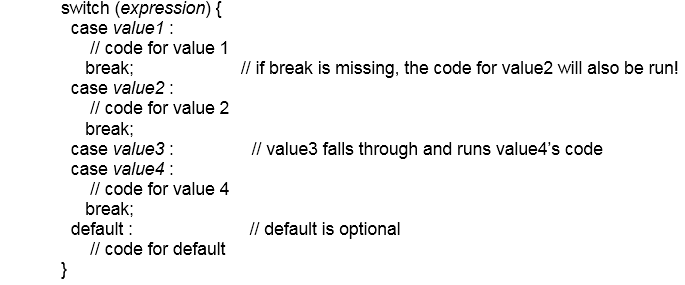 switch (expression) {
case value1 :
// code for value 1
break; // if break is missing, the code for value2 will also be run!
case value2 :
// code for value 2
break;
case value3 : // value3 falls through and runs value4’s code
case value4 :
// code for value 4
break;
default : // default is optional
// code for default
}